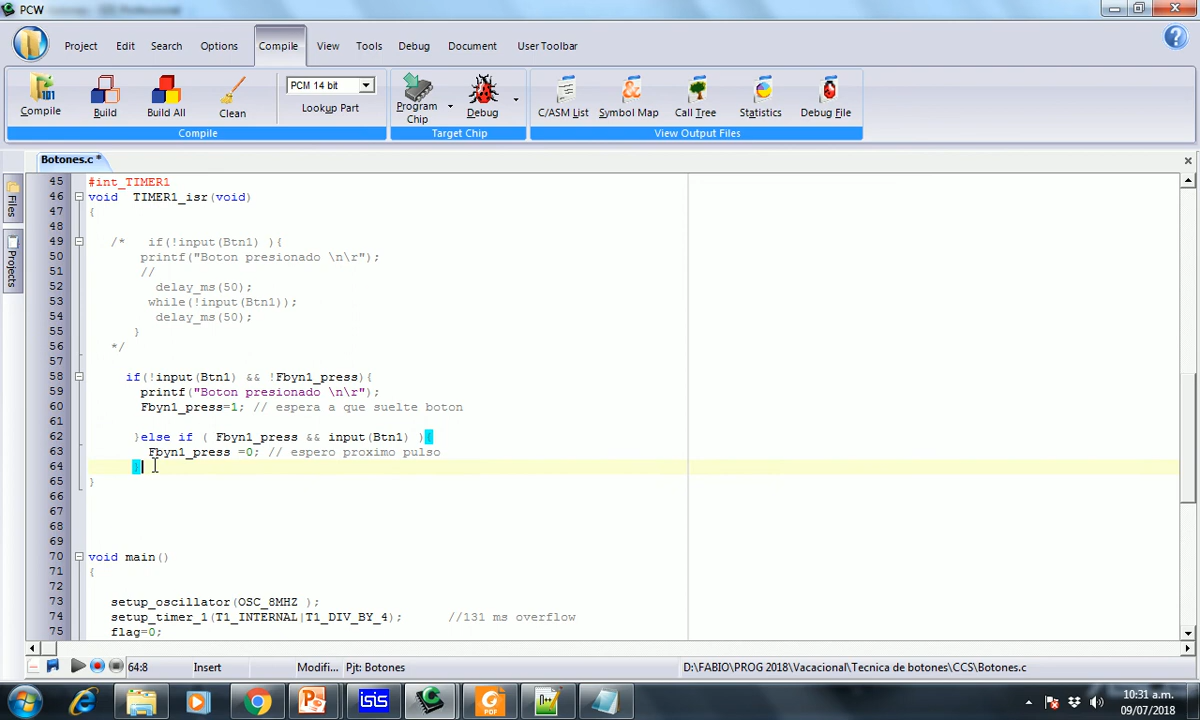 PCW
Project Edit Search Options Compile View Tools Debug Document User Toolbar
Compile Build Build All Clean PCM 14 bit Lookup Part Program Chip Debug C/ASM List Symbol Map Call Tree Statistics Debug File
Compile Target Chip View Output Files
Botones.c *
Files
Projects
45 #int_TIMER1
46 void TIMER1_isr(void)
47 {
48
49 /* if(!input(Btn1) ){
50 printf("Boton presionado \n\r");
51 //
52 delay_ms(50);
53 while(!input(Btn1));
54 delay_ms(50);
55 }
56 */
57
58 if(!input(Btn1) && !Fbyn1_press){
59 printf("Boton presionado \n\r");
60 Fbyn1_press=1; // espera a que suelte boton
61
62 }else if ( Fbyn1_press && input(Btn1) ){
63 Fbyn1_press =0; // espero proximo pulso
64 }
65 }
66
67
68
69
70 void main()
71 {
72
73 setup_oscillator(OSC_8MHZ );
74 setup_timer_1(T1_INTERNAL|T1_DIV_BY_4); //131 ms overflow
75 flag=0;
64:8 Insert Modifi... Pjt: Botones D:\FABIO\PROG 2018\Vacacional\Tecnica de botones\CCS\Botones.c
isis
PDF
10:31 a.m.
09/07/2018